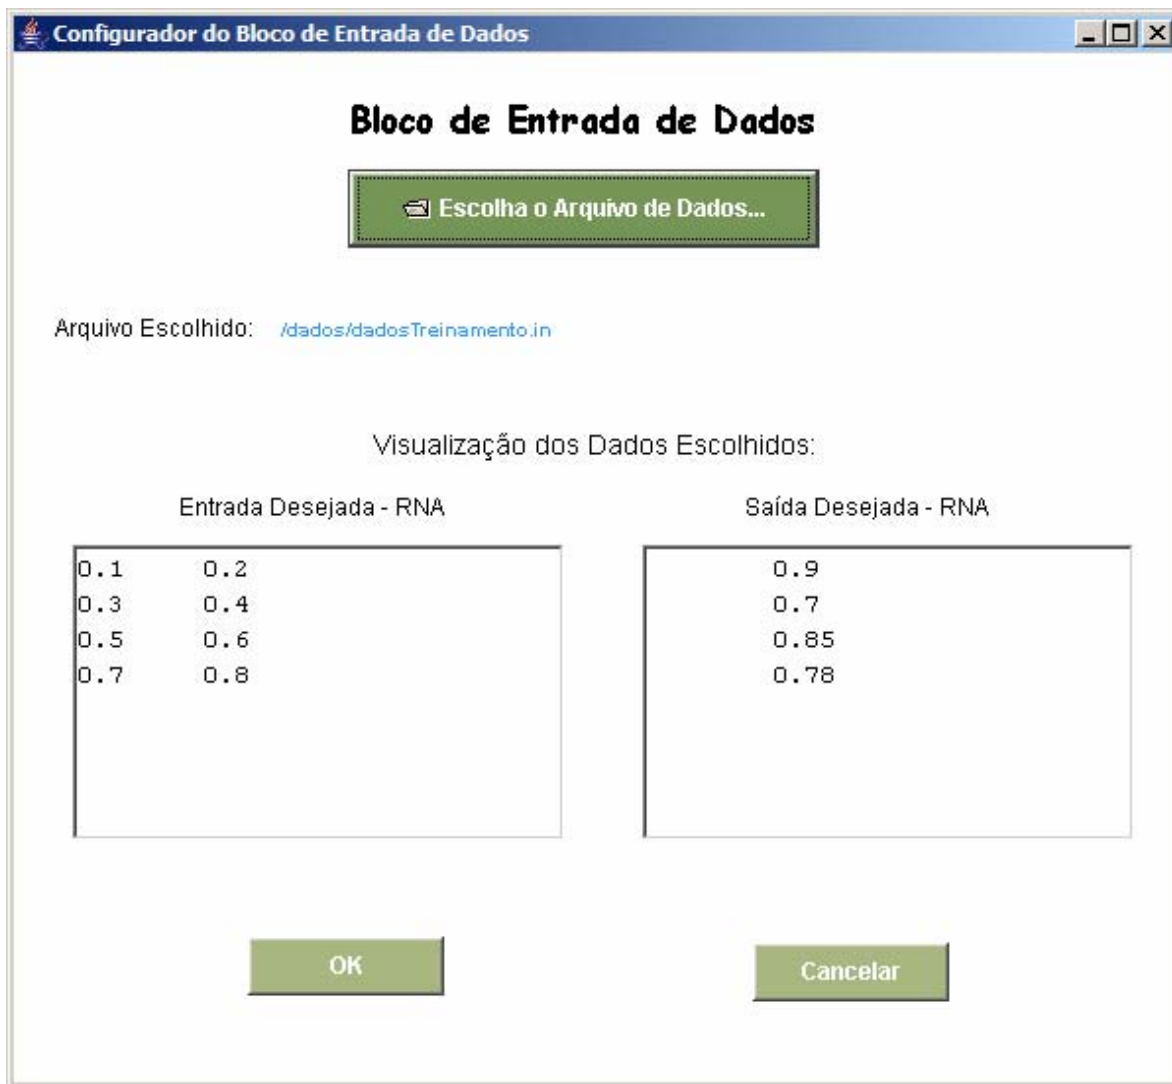 Configurador do Bloco de Entrada de Dados
Bloco de Entrada de Dados
Escolha o Arquivo de Dados...
Arquivo Escolhido: /dados/dadosTreinamento.in
Visualização dos Dados Escolhidos:
Entrada Desejada - RNA
0.1 0.2
0.3 0.4
0.5 0.6
0.7 0.8
Saída Desejada - RNA
0.9
0.7
0.85
0.78
OK
Cancelar